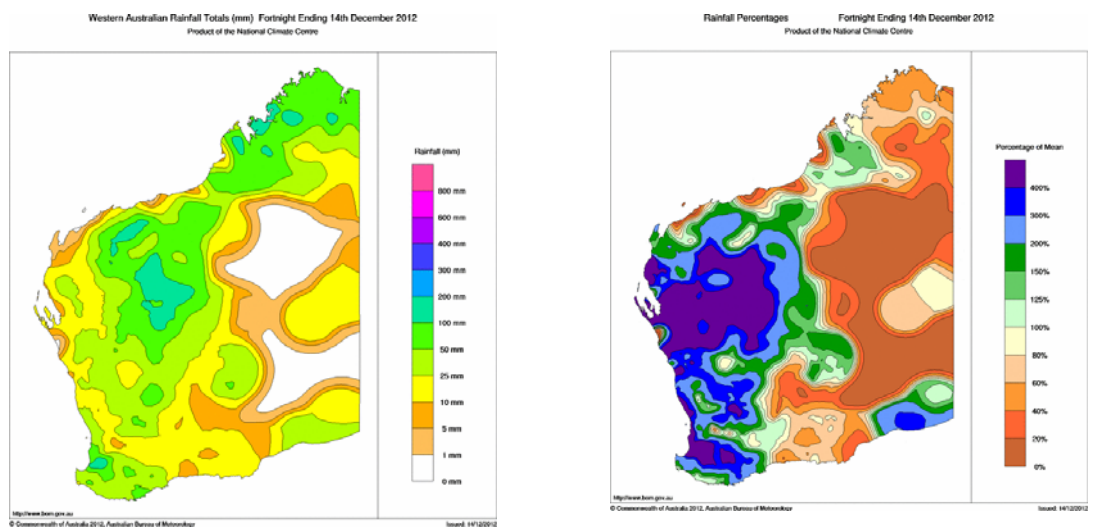 Western Australian Rainfall Totals (mm) Fortnight Ending 14th December 2012
Product of the National Climate Centre
Rainfall (mm)
800 mm
600 mm
400 mm
300 mm
200 mm
100 mm
50 mm
25 mm
10 mm
5 mm
1 mm
0 mm
http://www.bom.gov.au
© Commonwealth of Australia 2012, Australian Bureau of Meteorology
Issued: 14/12/2012
Rainfall Percentages Fortnight Ending 14th December 2012
Product of the National Climate Centre
Percentage of Mean
400%
300%
200%
150%
125%
100%
80%
60%
40%
20%
0%
http://www.bom.gov.au
© Commonwealth of Australia 2012, Australian Bureau of Meteorology
Issued: 14/12/2012